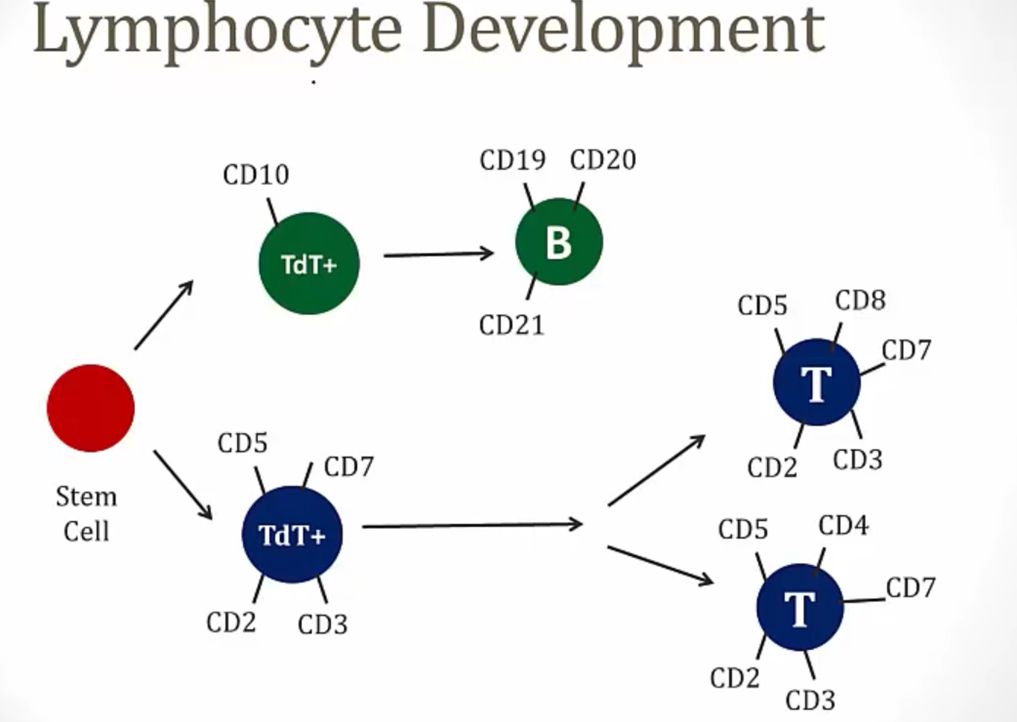 Lymphocyte Development
CD10
TdT+
CD19 CD20
B
CD21
Stem
Cell
CD5
CD7
TdT+
CD2
CD3
CD5
CD8
CD7
T
CD2
CD3
CD5
CD4
CD7
T
CD2
CD3